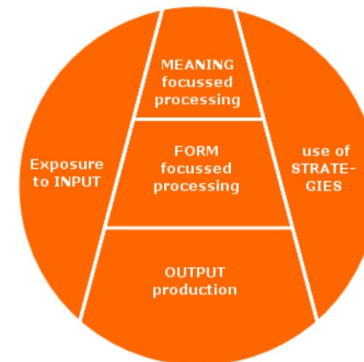 MEANING
focussed
processing
Exposure
to INPUT
FORM
focussed
processing
use of
STRATE-
GIES
OUTPUT
production